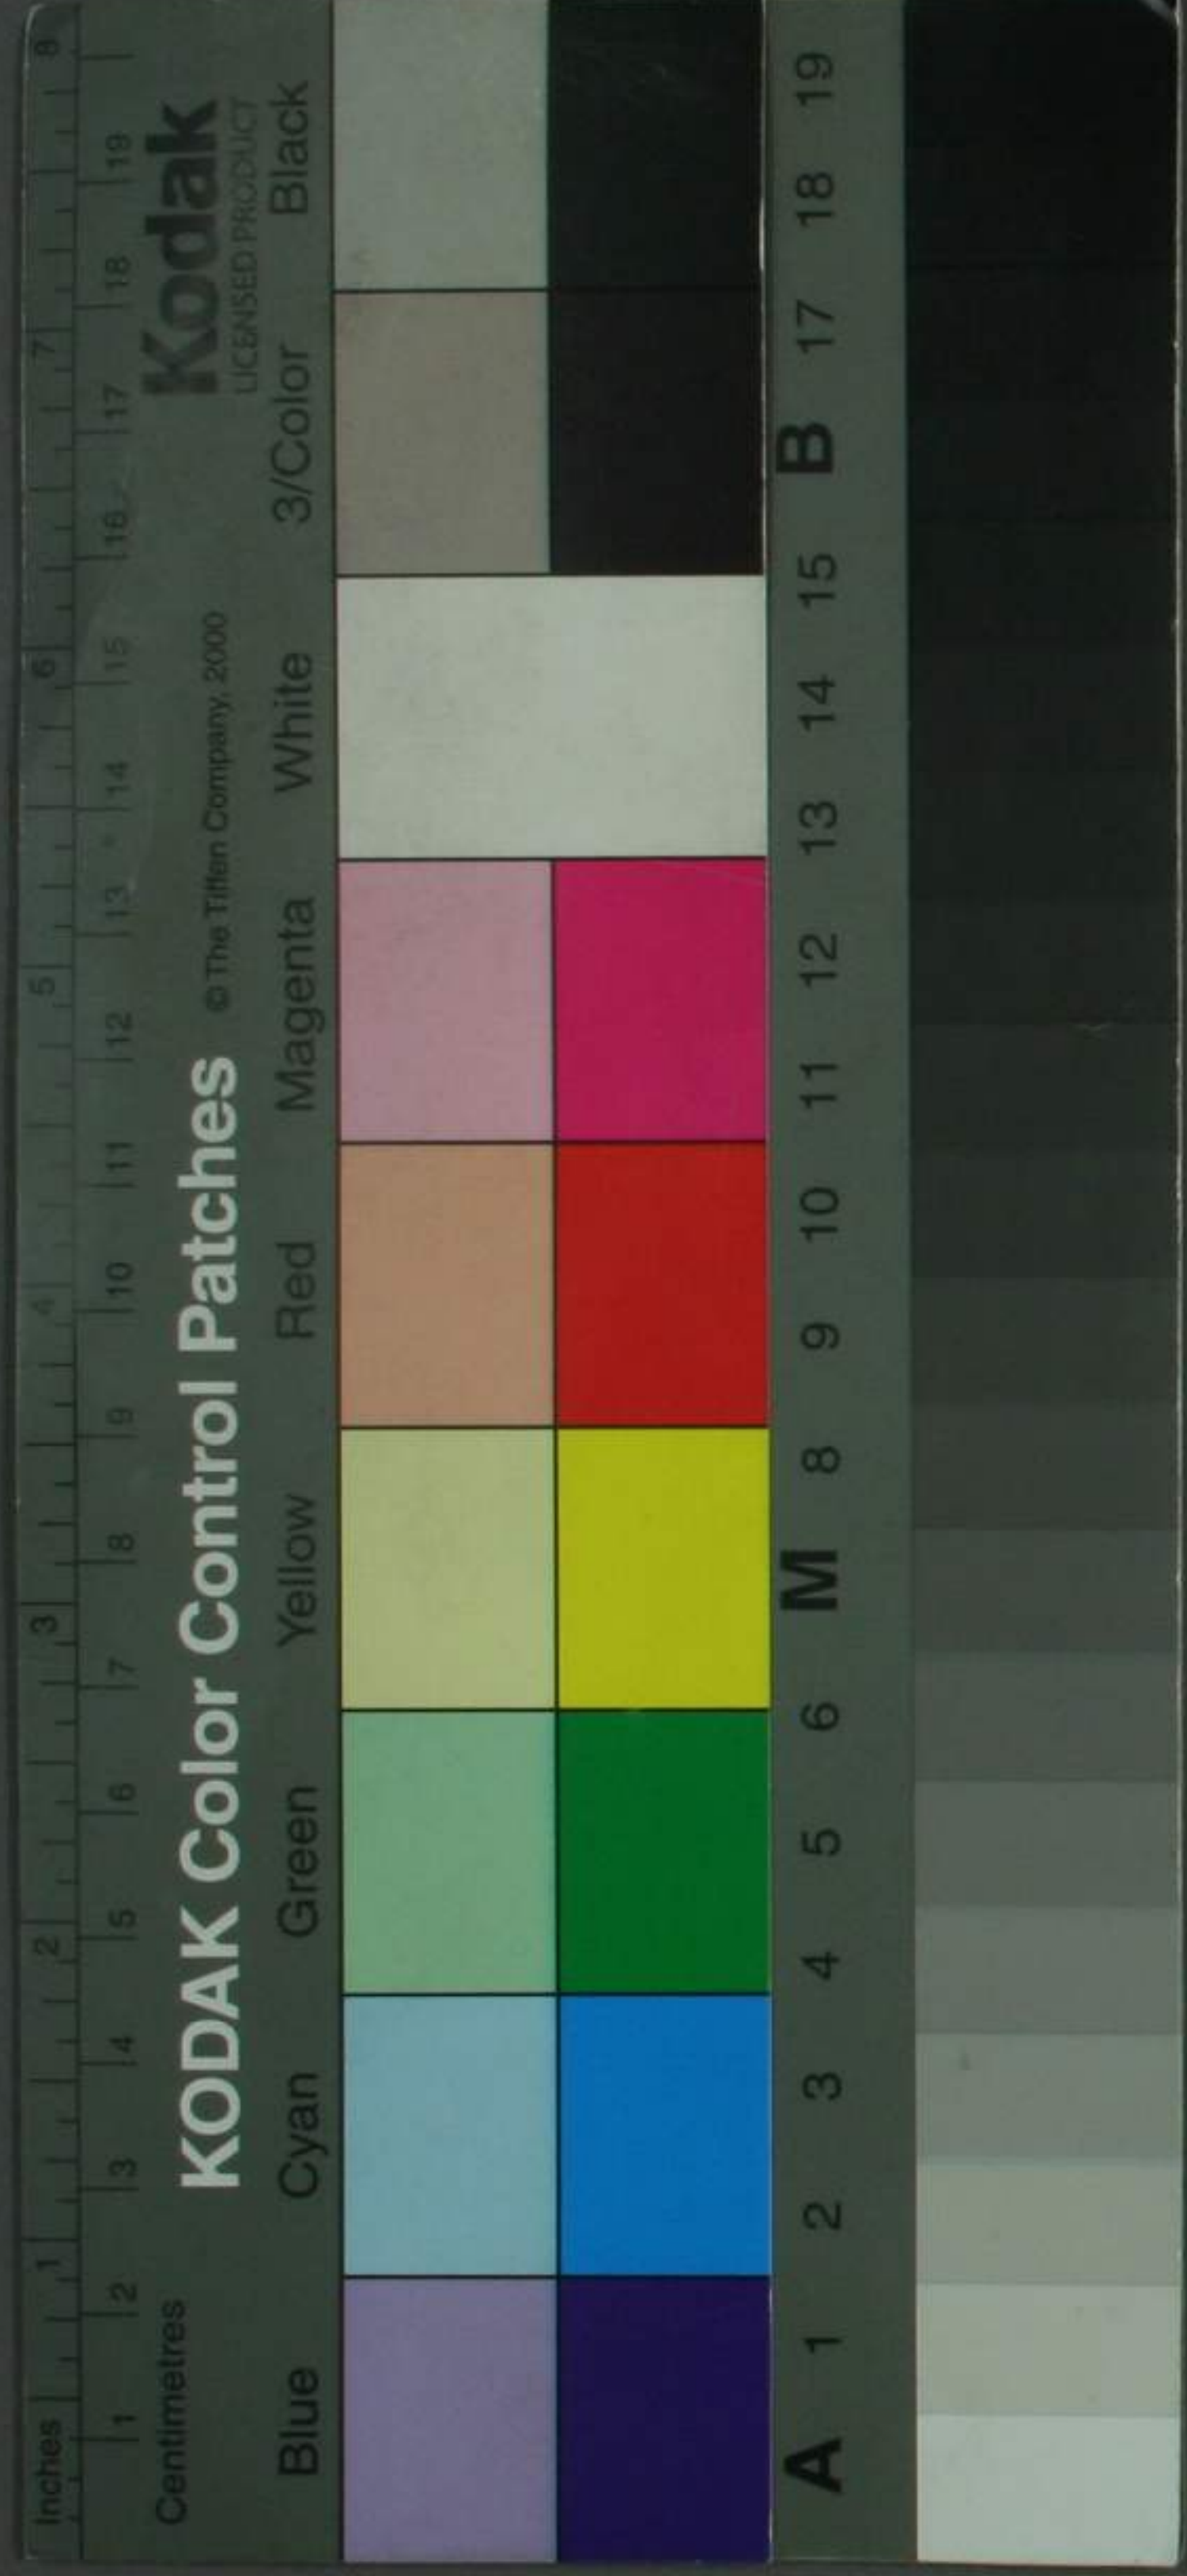 Inches 1 2 3 4 5 6 7 8
1 2 3 4 5 6 7 8 9 10 11 12 13 14 15 16 17 18 19
Centimetres
KODAK Color Control Patches © The Tiffen Company, 2000
Kodak
LICENSED PRODUCT
Blue Cyan Green Yellow Red Magenta White 3/Color Black
A 1 2 3 4 5 6 M 8 9 10 11 12 13 14 15 B 17 18 19